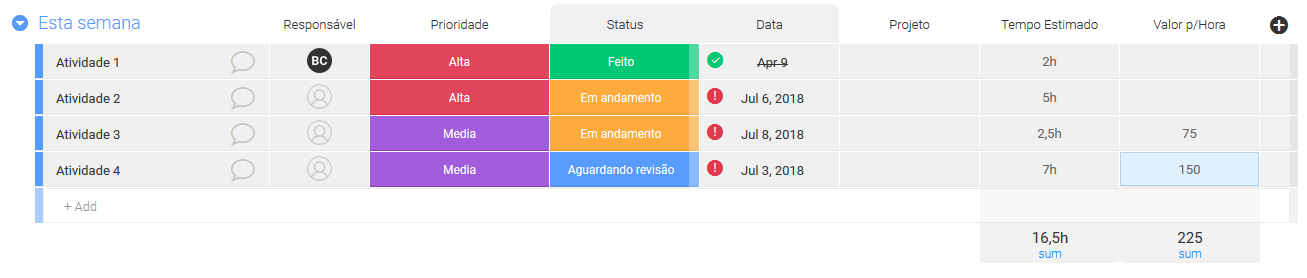 Esta semana Responsável Prioridade Status Data Projeto Tempo Estimado Valor p/Hora
Atividade 1 BC Alta Feito Apr 9 2h
Atividade 2 Alta Em andamento Jul 6, 2018 5h
Atividade 3 Media Em andamento Jul 8, 2018 2,5h 75
Atividade 4 Media Aguardando revisão Jul 3, 2018 7h 150
+ Add
16,5h 225
sum sum